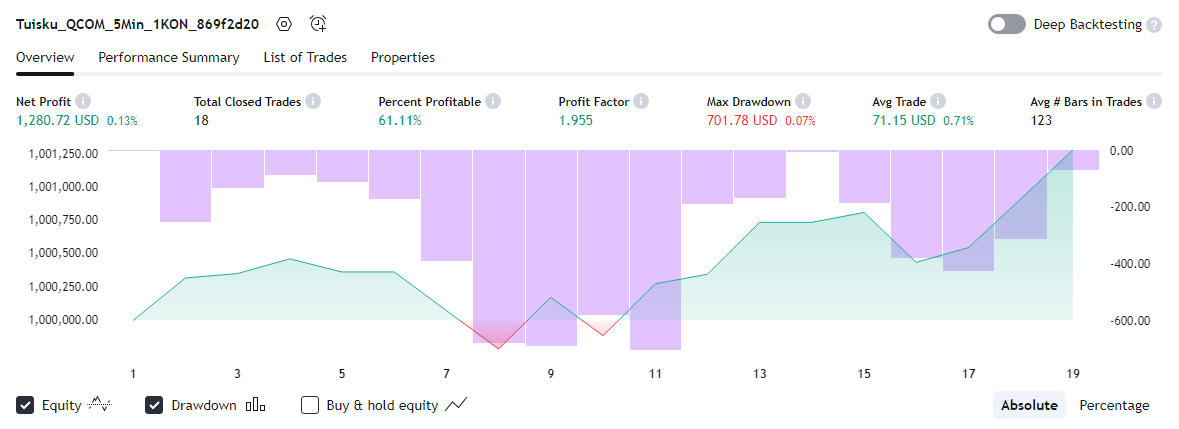 Tuisku_QCOM_5Min_1KON_869f2d20
Deep Backtesting ?
Overview Performance Summary List of Trades Properties
Net Profit i Total Closed Trades i Percent Profitable i Profit Factor i Max Drawdown i Avg Trade i Avg # Bars in Trades i
1,280.72 USD 0.13% 18 61.11% 1.955 701.78 USD 0.07% 71.15 USD 0.71% 123
1,001,250.00 0.00
1,001,000.00
1,000,750.00 -200.00
1,000,500.00
-400.00
1,000,250.00
1,000,000.00 -600.00
1 3 5 7 9 11 13 15 17 19
Equity Drawdown Buy & hold equity Absolute Percentage